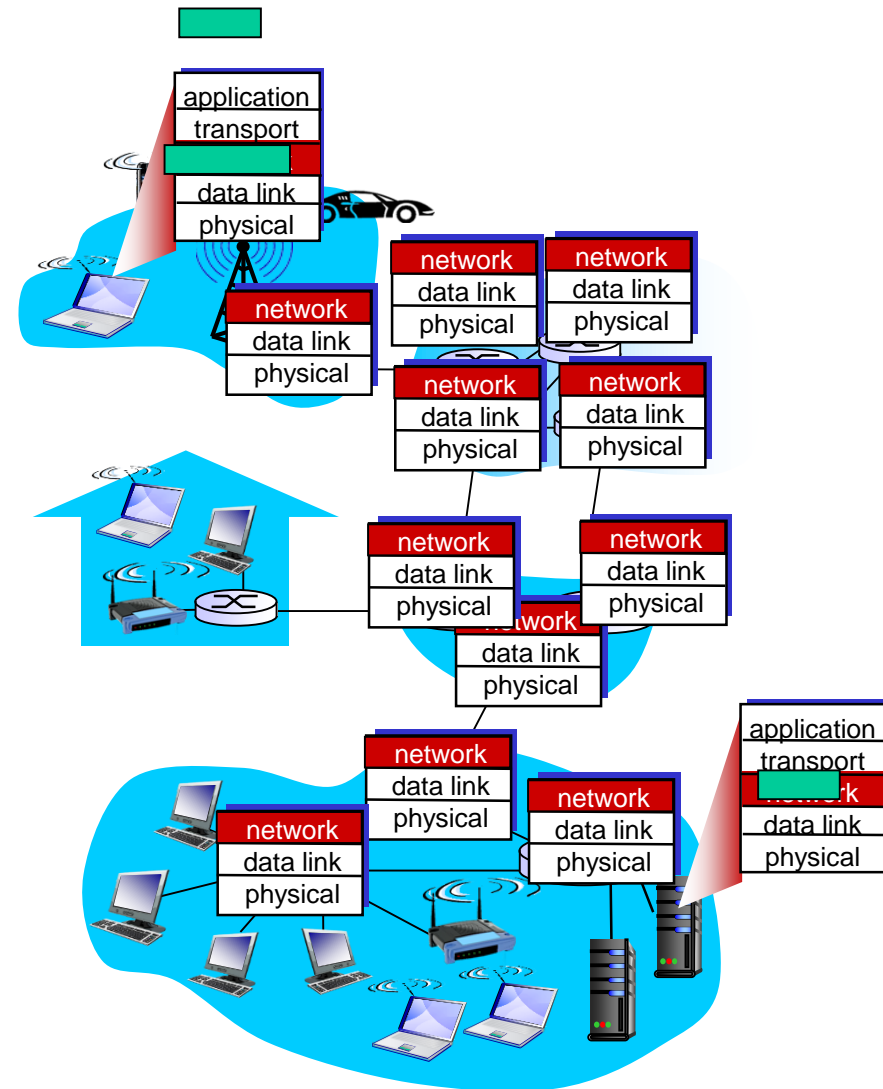 application
transport
data link
physical
network
data link
physical
network
data link
physical
network
data link
physical
network
data link
physical
network
data link
physical
network
data link
physical
network
data link
physical
network
data link
physical
application
transport
network
data link
physical
network
data link
physical
network
data link
physical
network
data link
physical